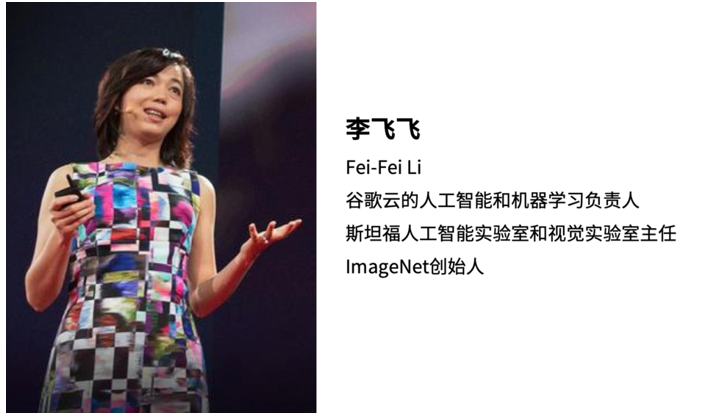 李飞飞
Fei-Fei Li
谷歌云的人工智能和机器学习负责人
斯坦福人工智能实验室和视觉实验室主任
ImageNet创始人